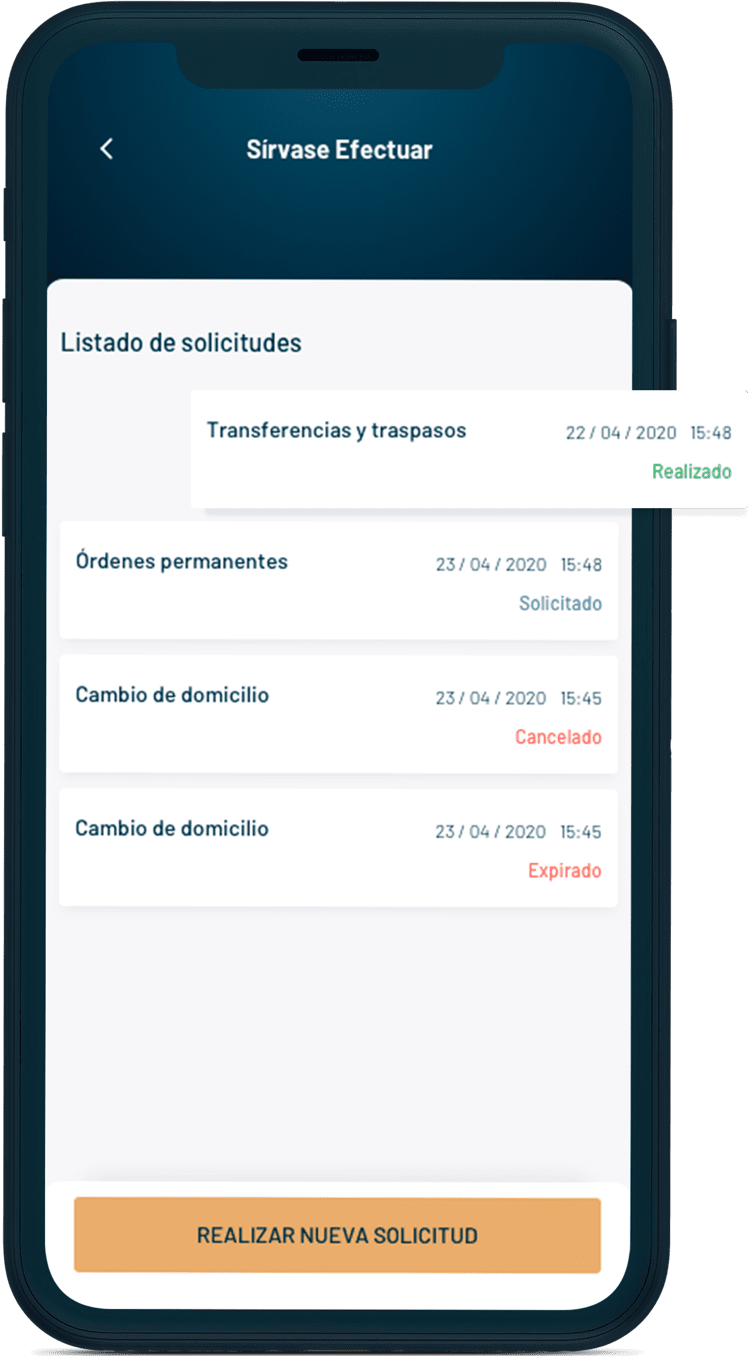 Sírvase Efectuar
Listado de solicitudes
Transferencias y traspasos 22 / 04 / 2020 15:48
Realizado
Órdenes permanentes 23 / 04 / 2020 15:48
Solicitado
Cambio de domicilio 23 / 04 / 2020 15:45
Cancelado
Cambio de domicilio 23 / 04 / 2020 15:45
Expirado
REALIZAR NUEVA SOLICITUD